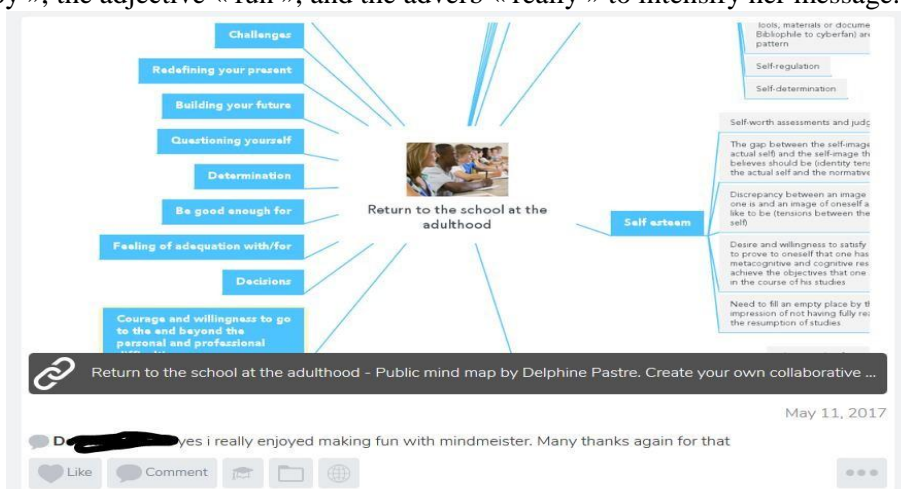 by », the adjective « fun », and the adverb « really » to intensify her message.
Challenges
Redefining your present
Building your future
Questioning yourself
Determination
Be good enough for
Feeling of adequation with/for
Decisions
Courage and willingness to go
to the end beyond the
personal and professional
Return to the school at the
adulthood
Tools, materials or docume
Bibliophile to cyberfan) an
pattern
Self-regulation
Self-determination
Self esteem
Self-worth assessments and judg
The gap between the self-image
actual self) and the self-image th
believes should be (identity tens
the actual self and the normative
Discrepancy between an image
one is and an image of oneself a
like to be (tensions between the
self)
Desire and willingness to satisfy
to prove to oneself that one has
metacognitive and cognitive res
achieve the objectives that one
in the course of his studies
Need to fill an empty place by th
impression of not having fully rea
the resumption of studies
Return to the school at the adulthood - Public mind map by Delphine Pastre. Create your own collaborative ...
May 11, 2017
yes i really enjoyed making fun with mindmeister. Many thanks again for that
Like
Comment